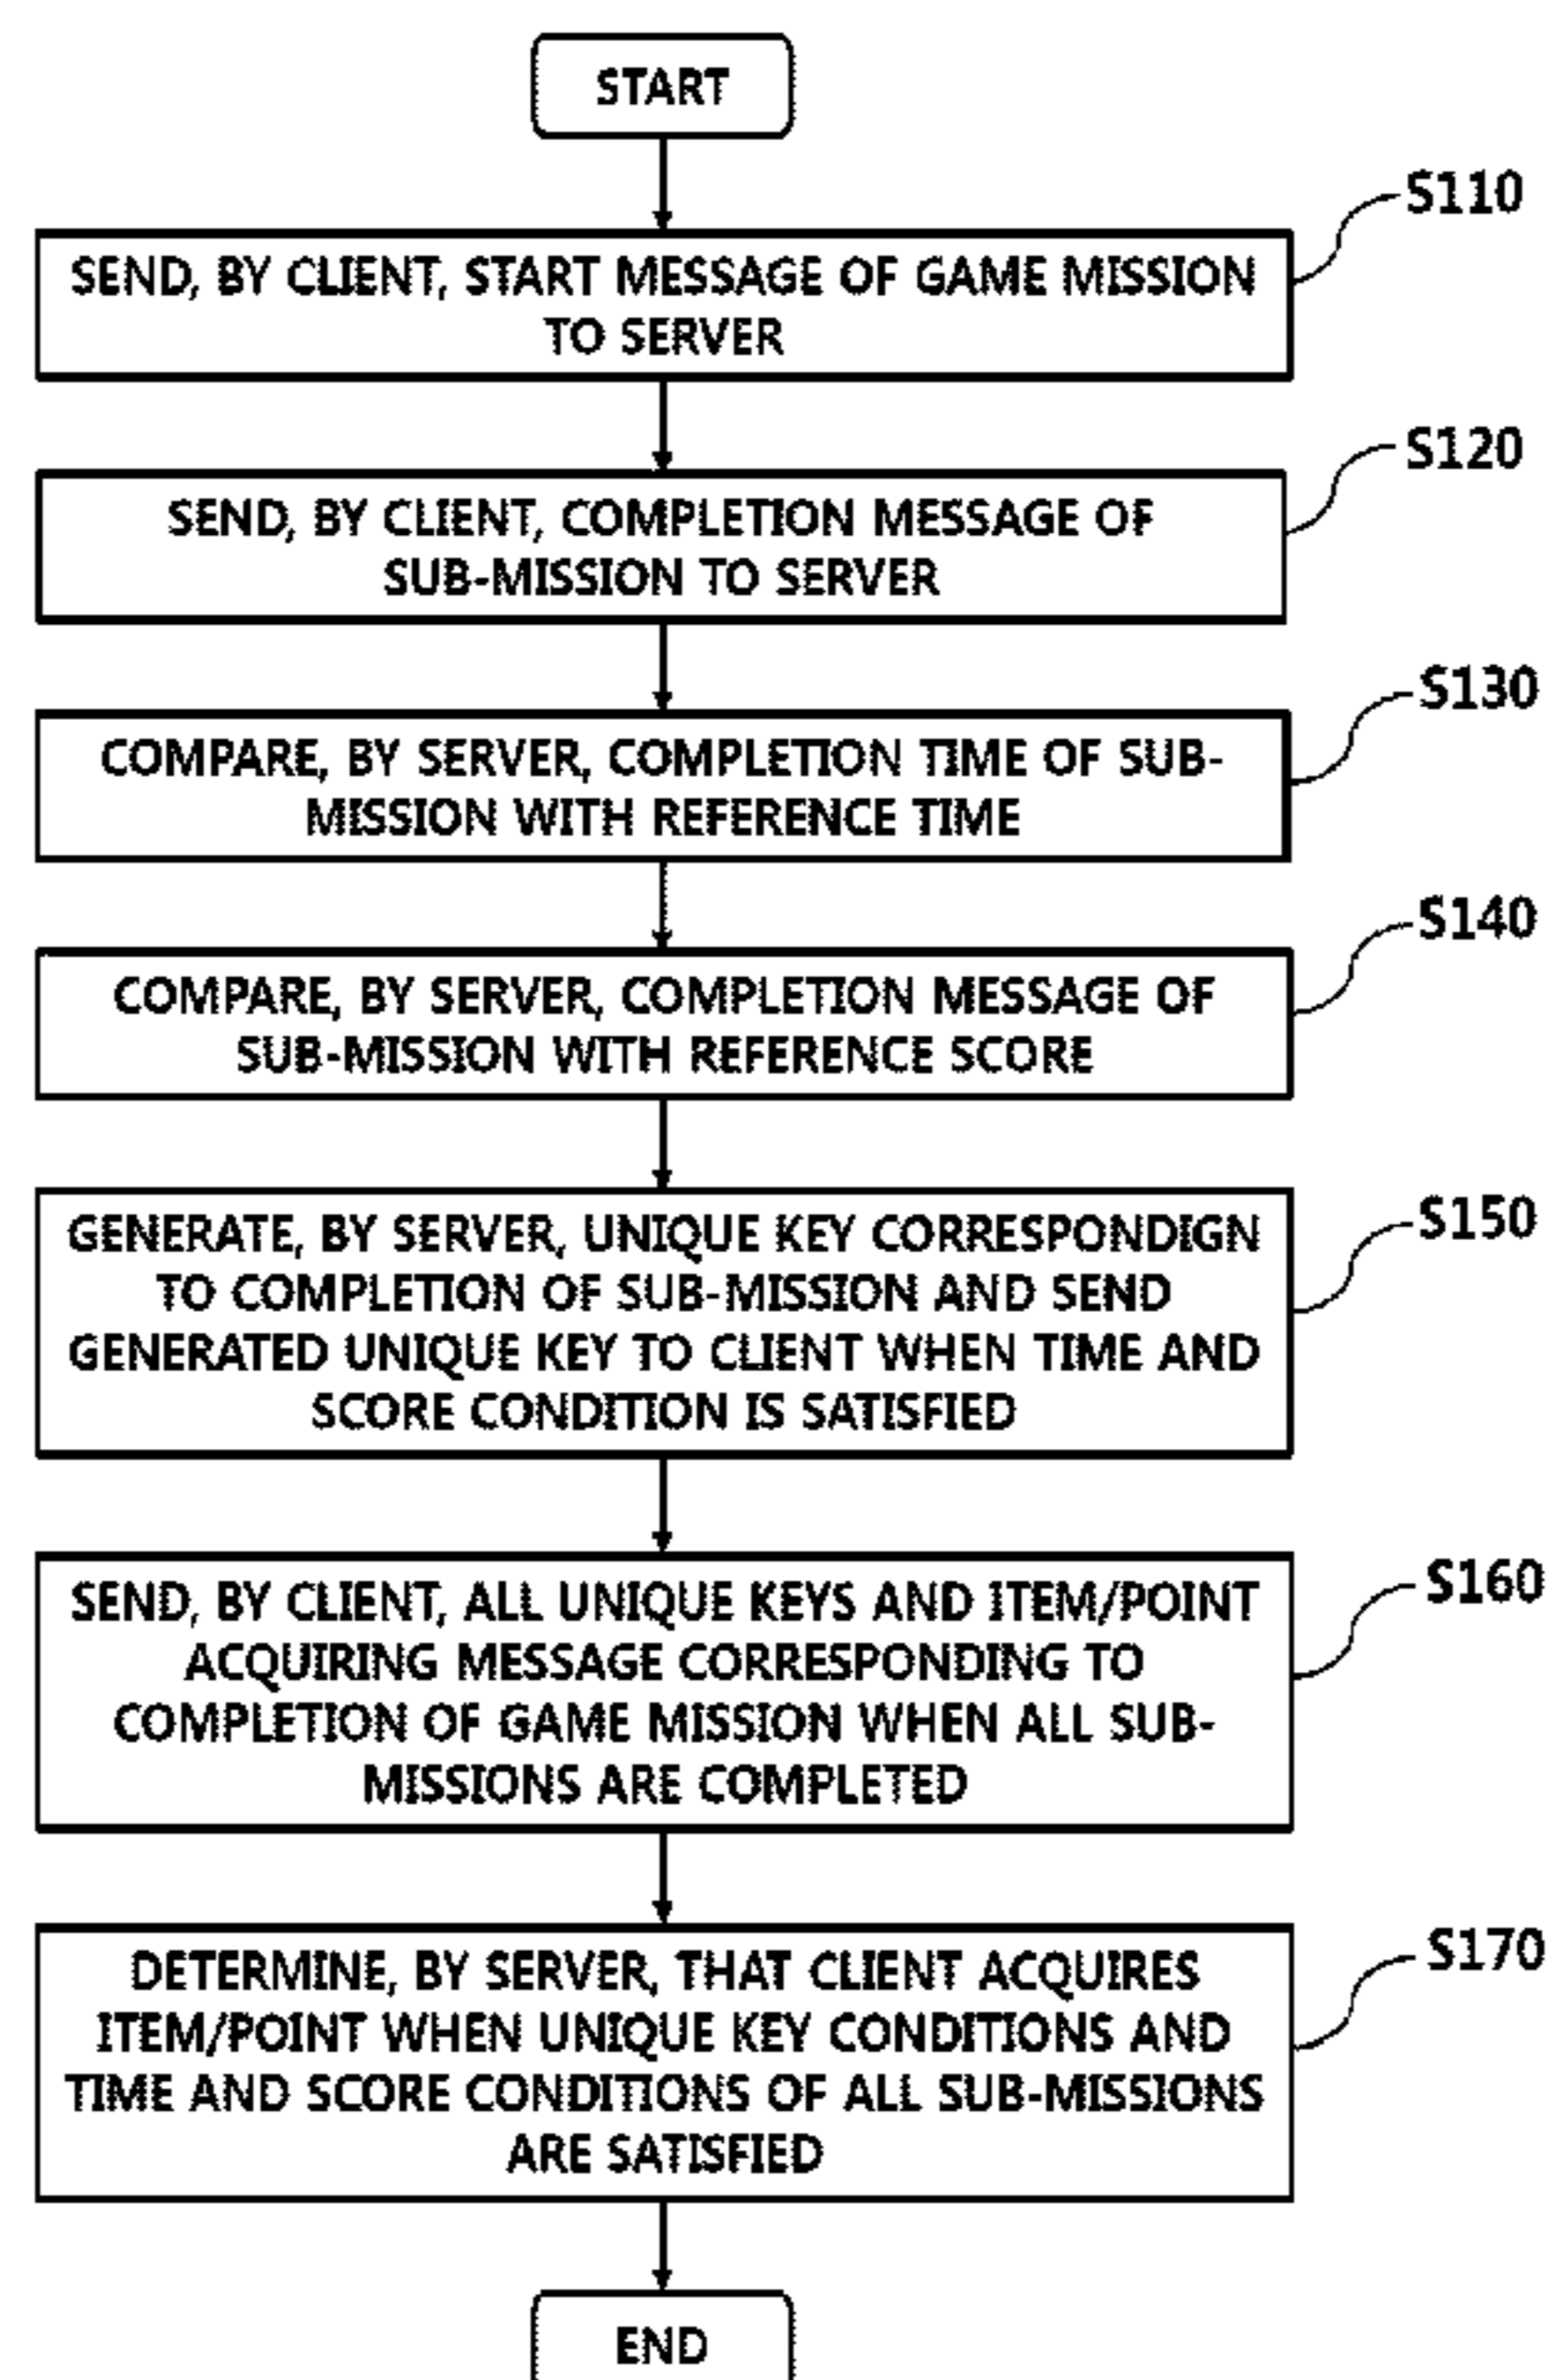 START
S110
SEND, BY CLIENT, START MESSAGE OF GAME MISSION
TO SERVER
S120
SEND, BY CLIENT, COMPLETION MESSAGE OF
SUB-MISSION TO SERVER
S130
COMPARE, BY SERVER, COMPLETION TIME OF SUB-
MISSION WITH REFERENCE TIME
S140
COMPARE, BY SERVER, COMPLETION MESSAGE OF
SUB-MISSION WITH REFERENCE SCORE
S150
GENERATE, BY SERVER, UNIQUE KEY CORRESPONDIGN
TO COMPLETION OF SUB-MISSION AND SEND
GENERATED UNIQUE KEY TO CLIENT WHEN TIME AND
SCORE CONDITION IS SATISFIED
S160
SEND, BY CLIENT, ALL UNIQUE KEYS AND ITEM/POINT
ACQUIRING MESSAGE CORRESPONDING TO
COMPLETION OF GAME MISSION WHEN ALL SUB-
MISSIONS ARE COMPLETED
S170
DETERMINE, BY SERVER, THAT CLIENT ACQUIRES
ITEM/POINT WHEN UNIQUE KEY CONDITIONS AND
TIME AND SCORE CONDITIONS OF ALL SUB-MISSIONS
ARE SATISFIED
END